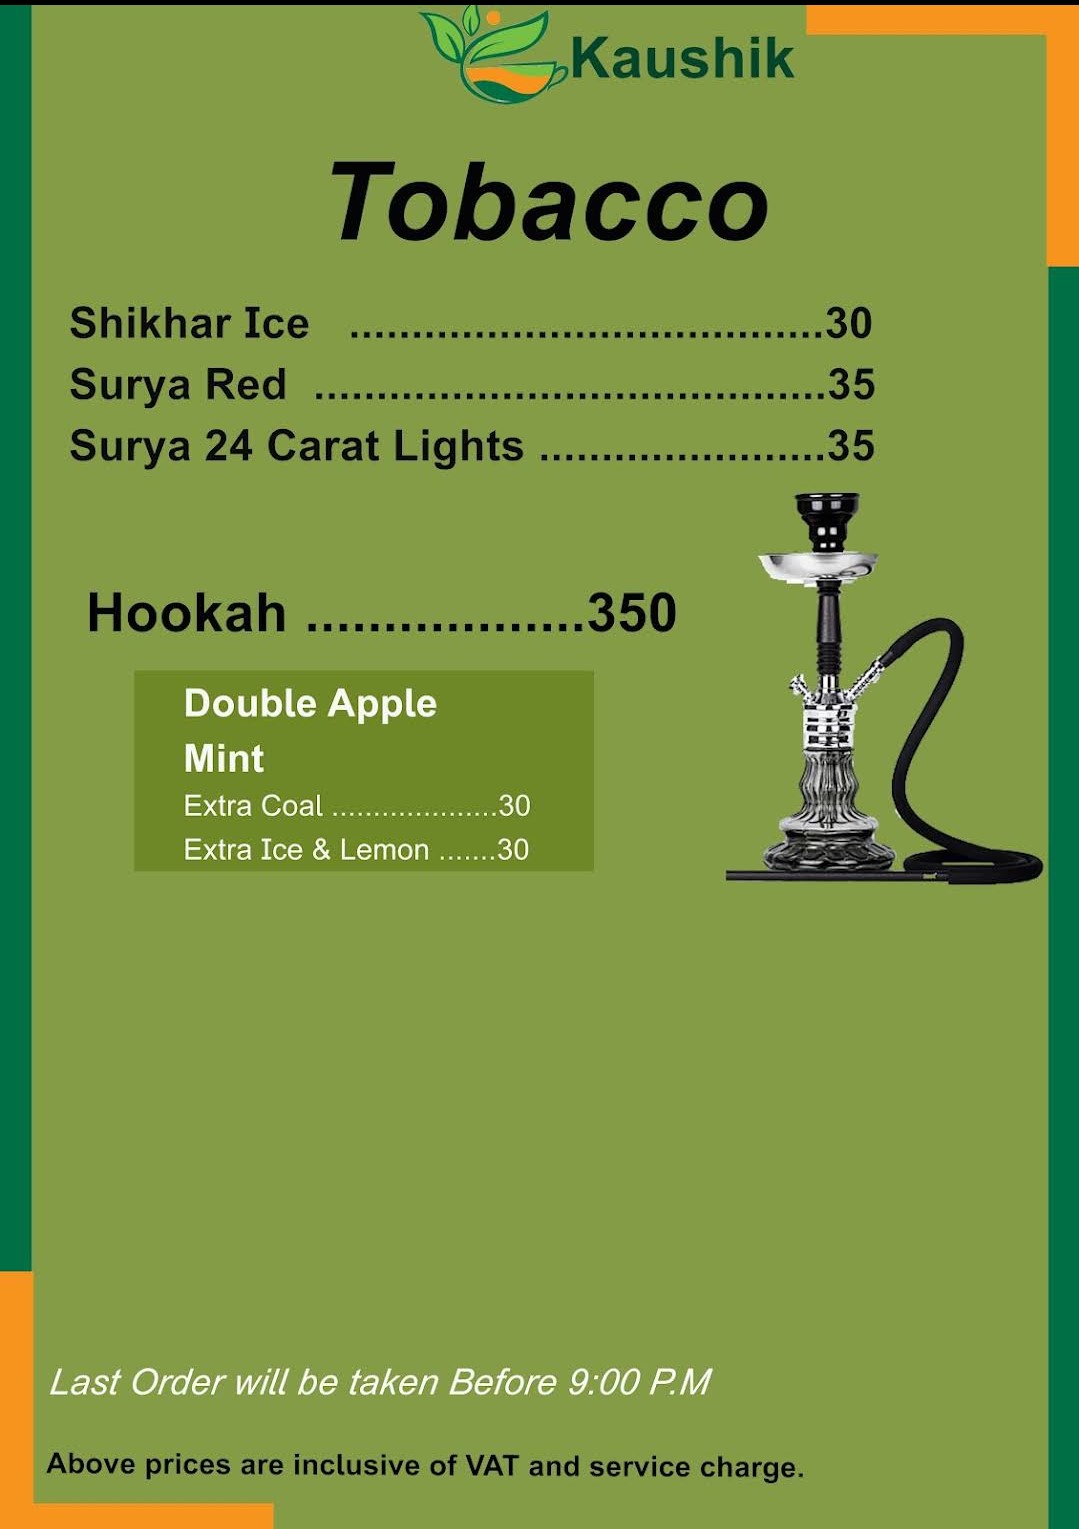 Kaushik
Tobacco
Shikhar Ice ......................................30
Surya Red .........................................35
Surya 24 Carat Lights .......................35
Hookah ..................350
Double Apple
Mint
Extra Coal ....................30
Extra Ice & Lemon .......30
Last Order will be taken Before 9:00 P.M
Above prices are inclusive of VAT and service charge.